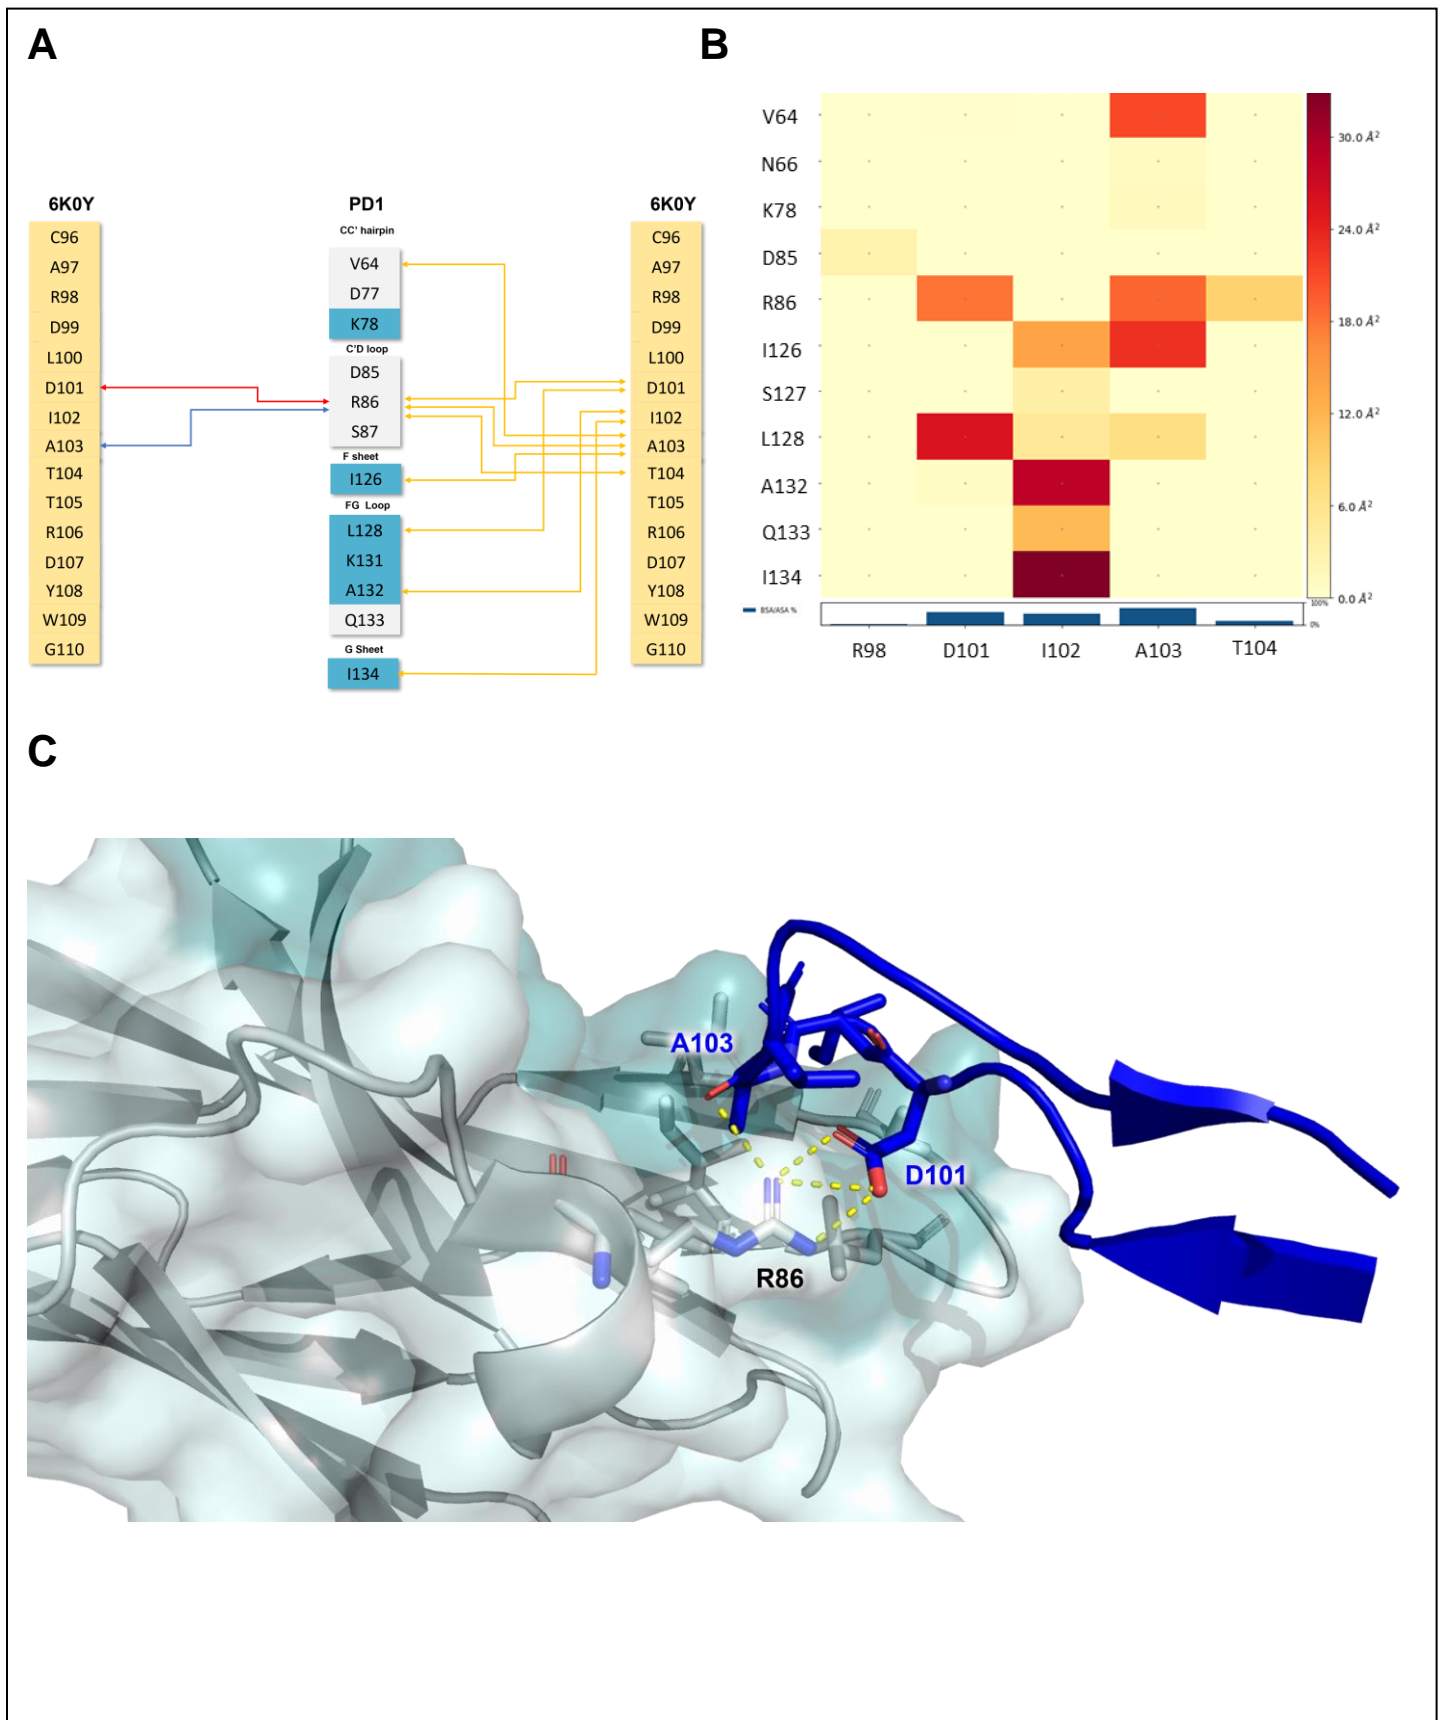 A
B
6K0Y
PD1
6K0Y
CC' hairpin
C96
A97
R98
D99
L100
D101
I102
A103
T104
T105
R106
D107
Y108
W109
G110
V64
D77
K78
C'D loop
D85
R86
S87
F sheet
I126
FG Loop
L128
K131
A132
Q133
G Sheet
I134
C96
A97
R98
D99
L100
D101
I102
A103
T104
T105
R106
D107
Y108
W109
G110
V64
N66
K78
D85
R86
I126
S127
L128
A132
Q133
I134
30.0 Å²
24.0 Å²
18.0 Å²
12.0 Å²
6.0 Å²
0.0 Å²
BSA/ASA %
100%
0%
R98
D101
I102
A103
T104
C
A103
D101
R86